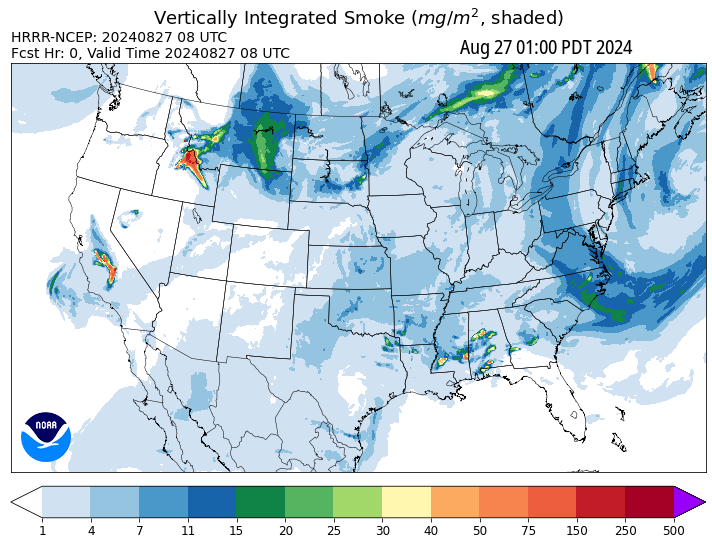 Vertically Integrated Smoke (mg/m², shaded)
HRRR-NCEP: 20240827 08 UTC
Fcst Hr: 0, Valid Time 20240827 08 UTC
Aug 27 01:00 PDT 2024
NOAA
1 4 7 11 15 20 25 30 40 50 75 150 250 500